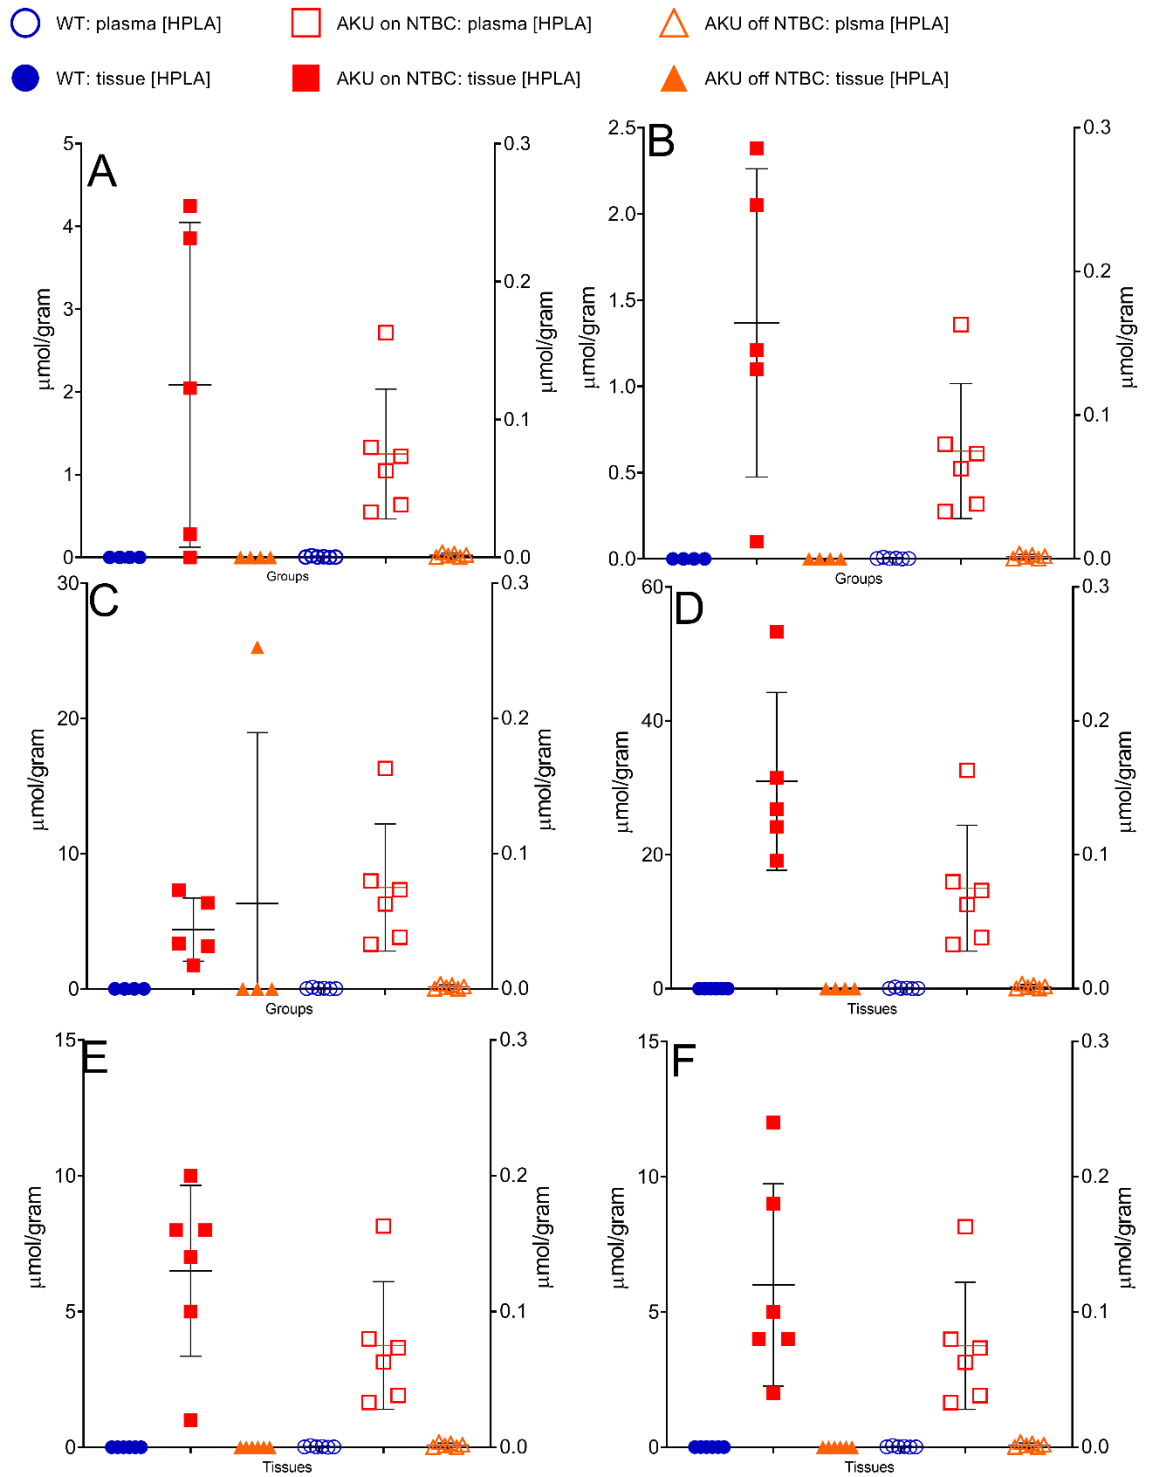 WT: plasma [HPLA] AKU on NTBC: plasma [HPLA] AKU off NTBC: plsma [HPLA]
WT: tissue [HPLA] AKU on NTBC: tissue [HPLA] AKU off NTBC: tissue [HPLA]
A
5
4
3
2
1
0
µmol/gram
0.3
0.2
0.1
0.0
µmol/gram
Groups
B
2.5
2.0
1.5
1.0
0.5
0.0
µmol/gram
0.3
0.2
0.1
0.0
µmol/gram
Groups
C
30
20
10
0
µmol/gram
0.3
0.2
0.1
0.0
µmol/gram
Groups
D
60
40
20
0
µmol/gram
0.3
0.2
0.1
0.0
µmol/gram
Tissues
E
15
10
5
0
µmol/gram
0.3
0.2
0.1
0.0
µmol/gram
Tissues
F
15
10
5
0
µmol/gram
0.3
0.2
0.1
0.0
µmol/gram
Tissues